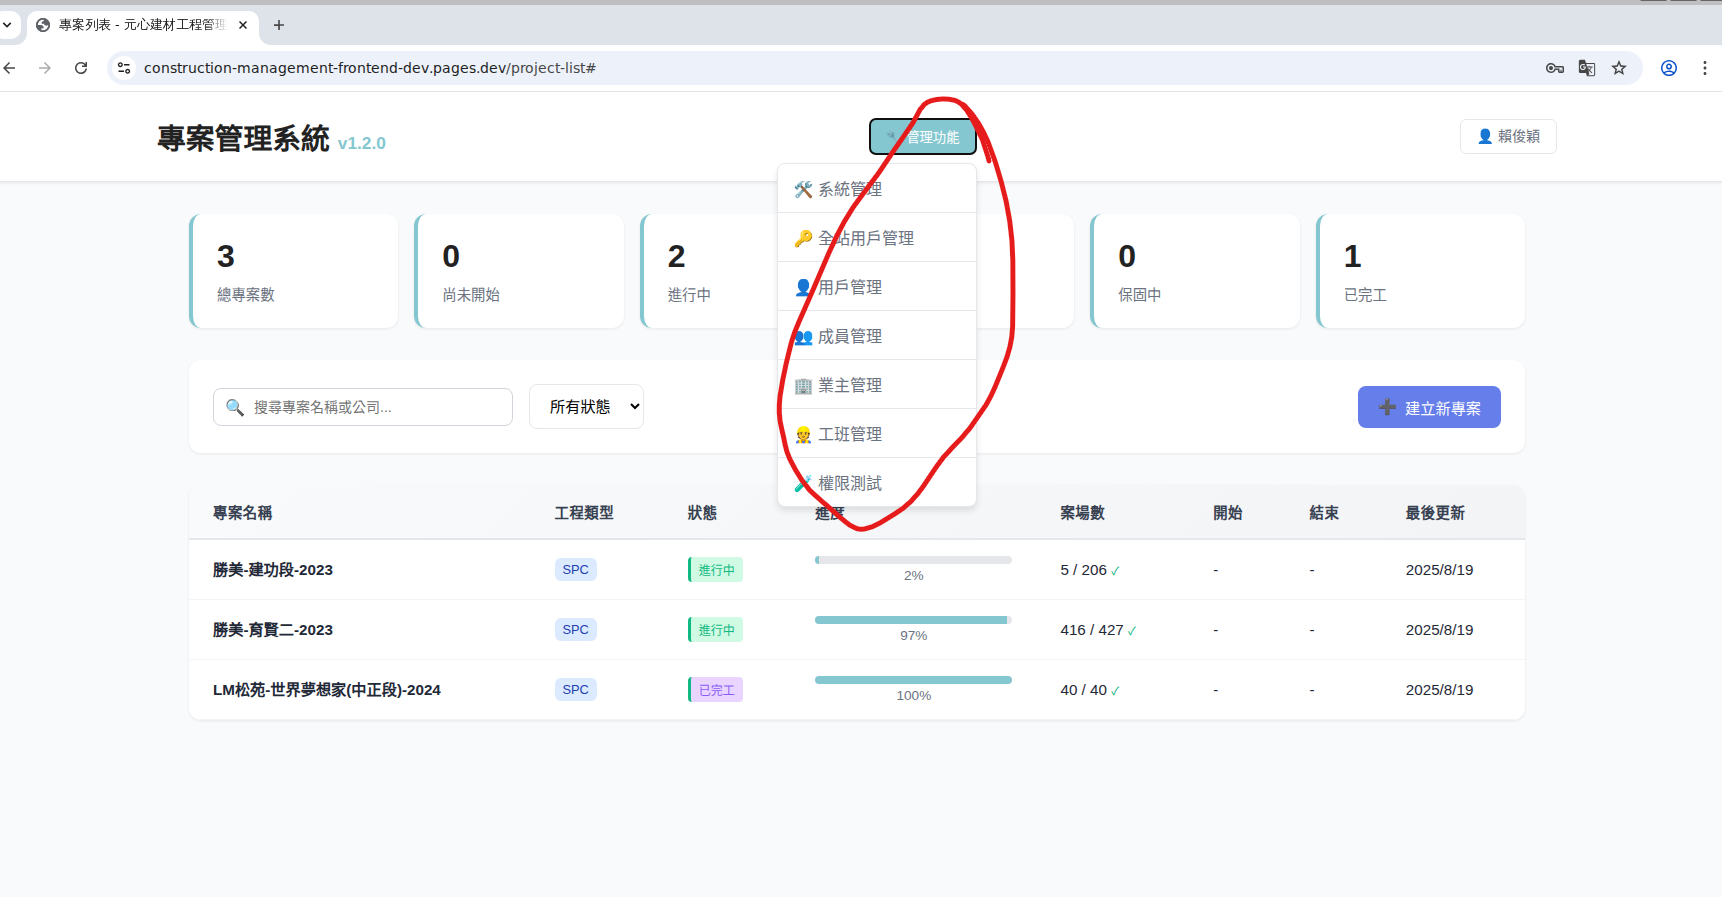 專案列表 - 元心建材工程管理
construction-management-frontend-dev.pages.dev/project-list#
專案管理系統 v1.2.0
管理功能
賴俊穎
系統管理
全站用戶管理
用戶管理
成員管理
業主管理
工班管理
權限測試
3
總專案數
0
尚未開始
2
進行中
0
保固中
1
已完工
搜尋專案名稱或公司...
所有狀態
建立新專案
專案名稱 工程類型 狀態 進度 案場數 開始 結束 最後更新
勝美-建功段-2023 SPC 進行中 2% 5 / 206 ✓ - - 2025/8/19
勝美-育賢二-2023 SPC 進行中 97% 416 / 427 ✓ - - 2025/8/19
LM松苑-世界夢想家(中正段)-2024 SPC 已完工 100% 40 / 40 ✓ - - 2025/8/19